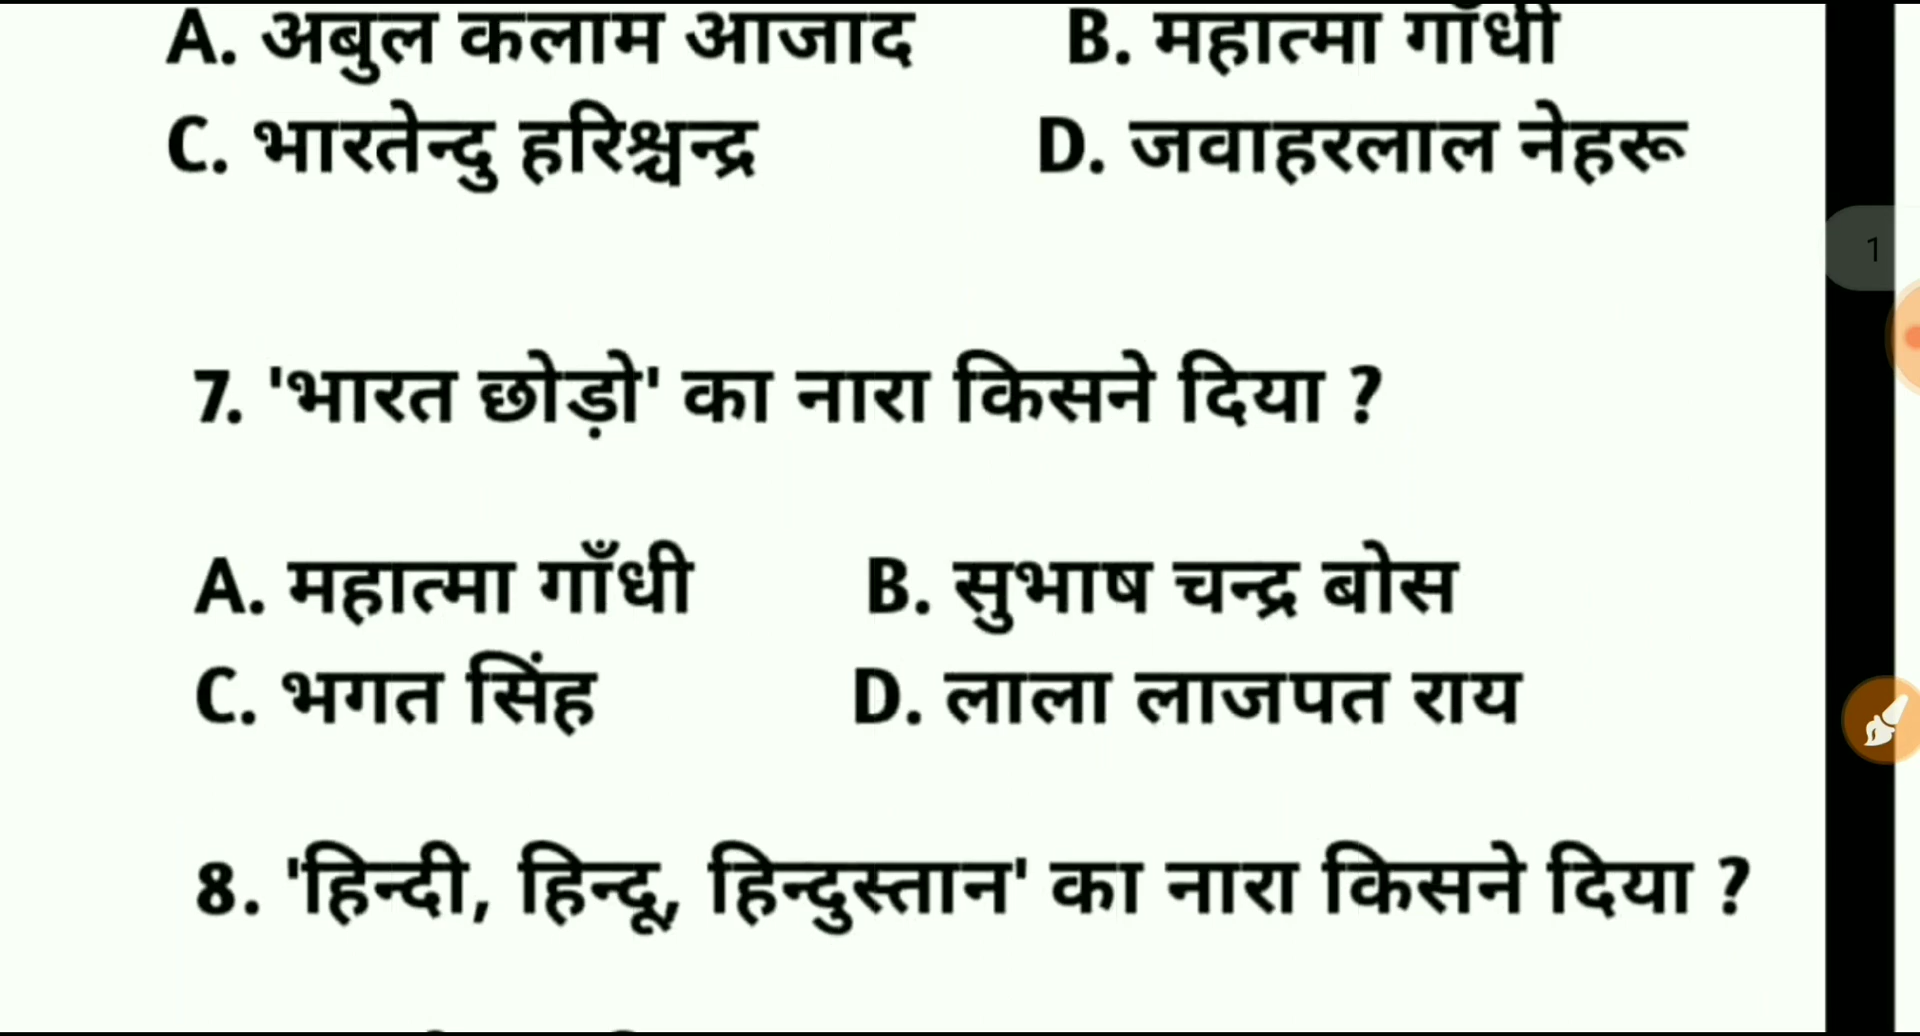 A. अबुल कलाम आजाद B. महात्मा गाँधी
C. भारतेन्दु हरिश्चन्द्र D. जवाहरलाल नेहरू
1
7. 'भारत छोड़ो' का नारा किसने दिया ?
A. महात्मा गाँधी B. सुभाष चन्द्र बोस
C. भगत सिंह D. लाला लाजपत राय
8. 'हिन्दी, हिन्दू, हिन्दुस्तान' का नारा किसने दिया ?